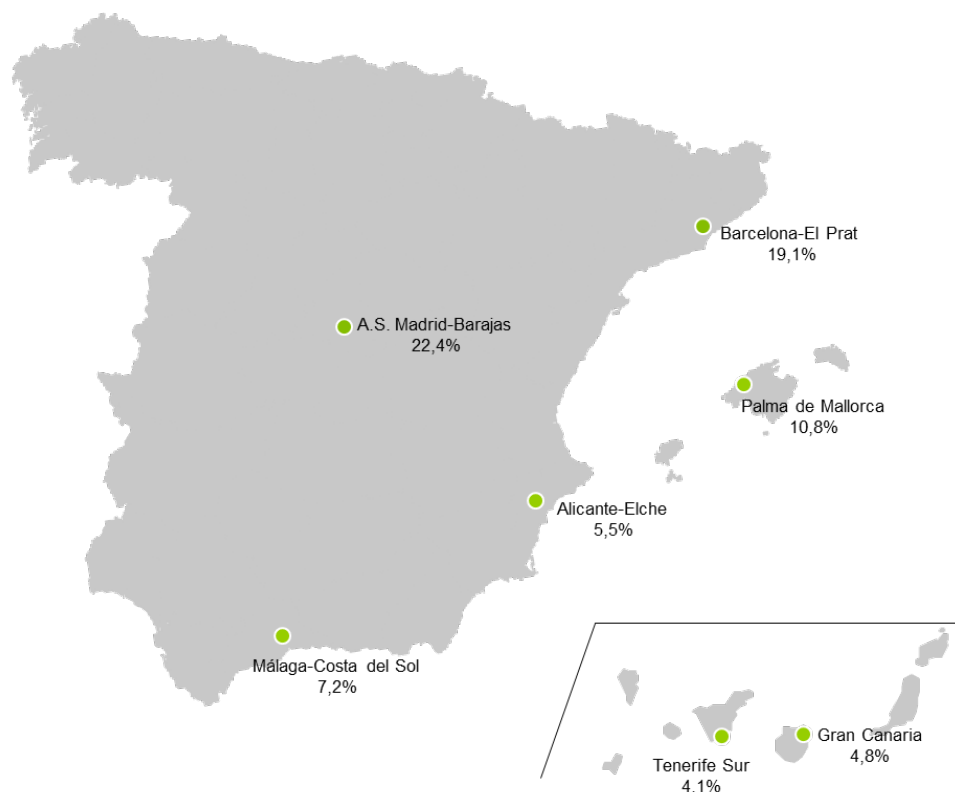 Barcelona-El Prat
19,1%
A.S. Madrid-Barajas
22,4%
Palma de Mallorca
10,8%
Alicante-Elche
5,5%
Málaga-Costa del Sol
7,2%
Gran Canaria
4,8%
Tenerife Sur
4,1%